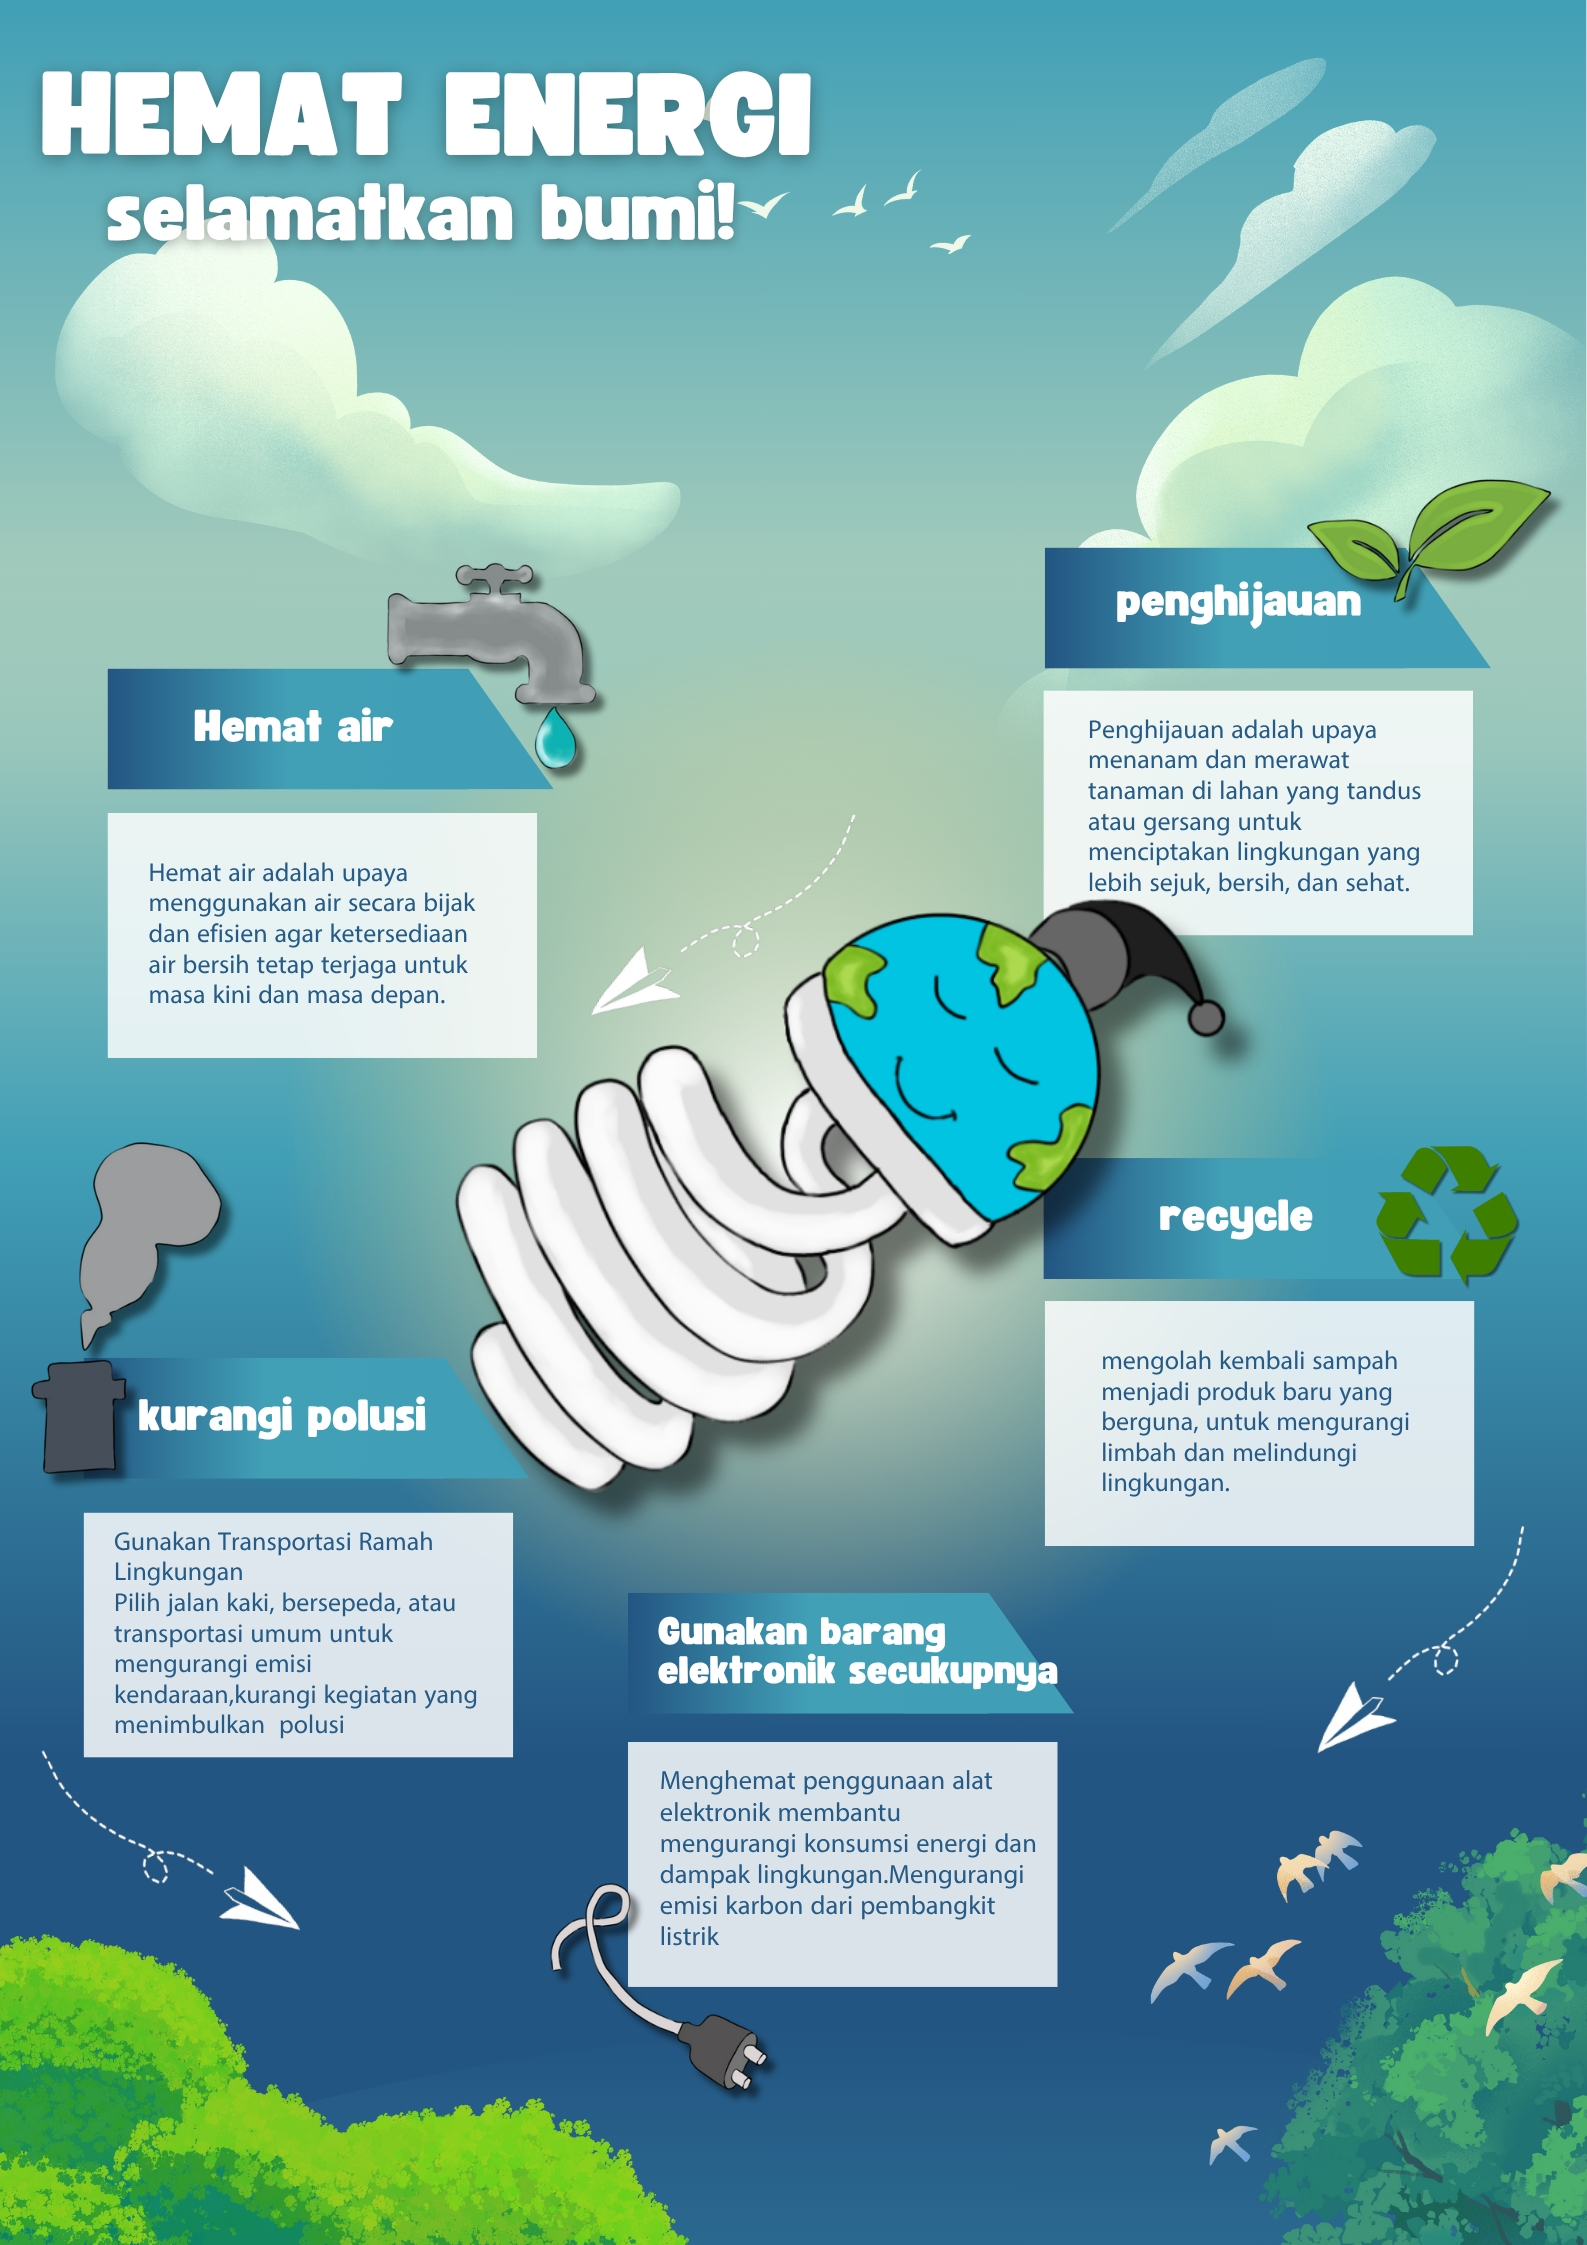 HEMAT ENERGI
selamatkan bumi!
Hemat air
Hemat air adalah upaya
menggunakan air secara bijak
dan efisien agar ketersediaan
air bersih tetap terjaga untuk
masa kini dan masa depan.
penghijauan
Penghijauan adalah upaya
menanam dan merawat
tanaman di lahan yang tandus
atau gersang untuk
menciptakan lingkungan yang
lebih sejuk, bersih, dan sehat.
kurangi polusi
Gunakan Transportasi Ramah
Lingkungan
Pilih jalan kaki, bersepeda, atau
transportasi umum untuk
mengurangi emisi
kendaraan,kurangi kegiatan yang
menimbulkan  polusi
recycle
mengolah kembali sampah
menjadi produk baru yang
berguna, untuk mengurangi
limbah dan melindungi
lingkungan.
Gunakan barang
elektronik secukupnya
Menghemat penggunaan alat
elektronik membantu
mengurangi konsumsi energi dan
dampak lingkungan.Mengurangi
emisi karbon dari pembangkit
listrik